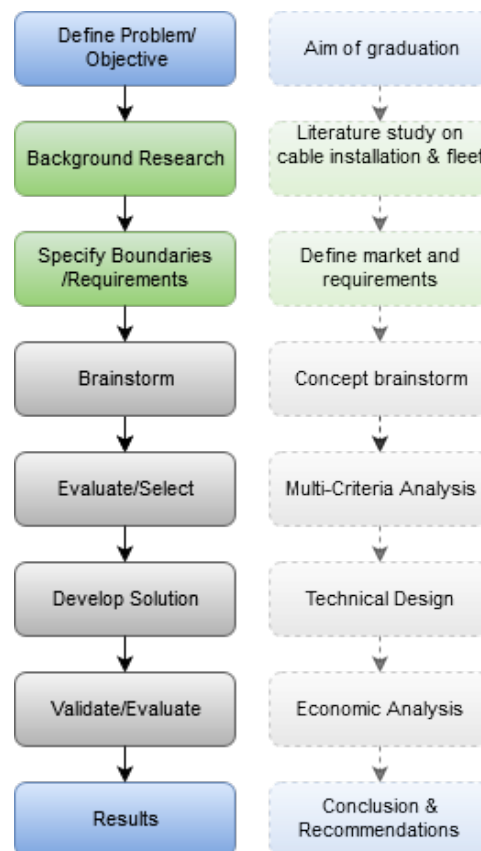 Define Problem/
Objective
Aim of graduation
Background Research
Literature study on
cable installation & fleet
Specify Boundaries
/Requirements
Define market and
requirements
Brainstorm
Concept brainstorm
Evaluate/Select
Multi-Criteria Analysis
Develop Solution
Technical Design
Validate/Evaluate
Economic Analysis
Results
Conclusion &
Recommendations